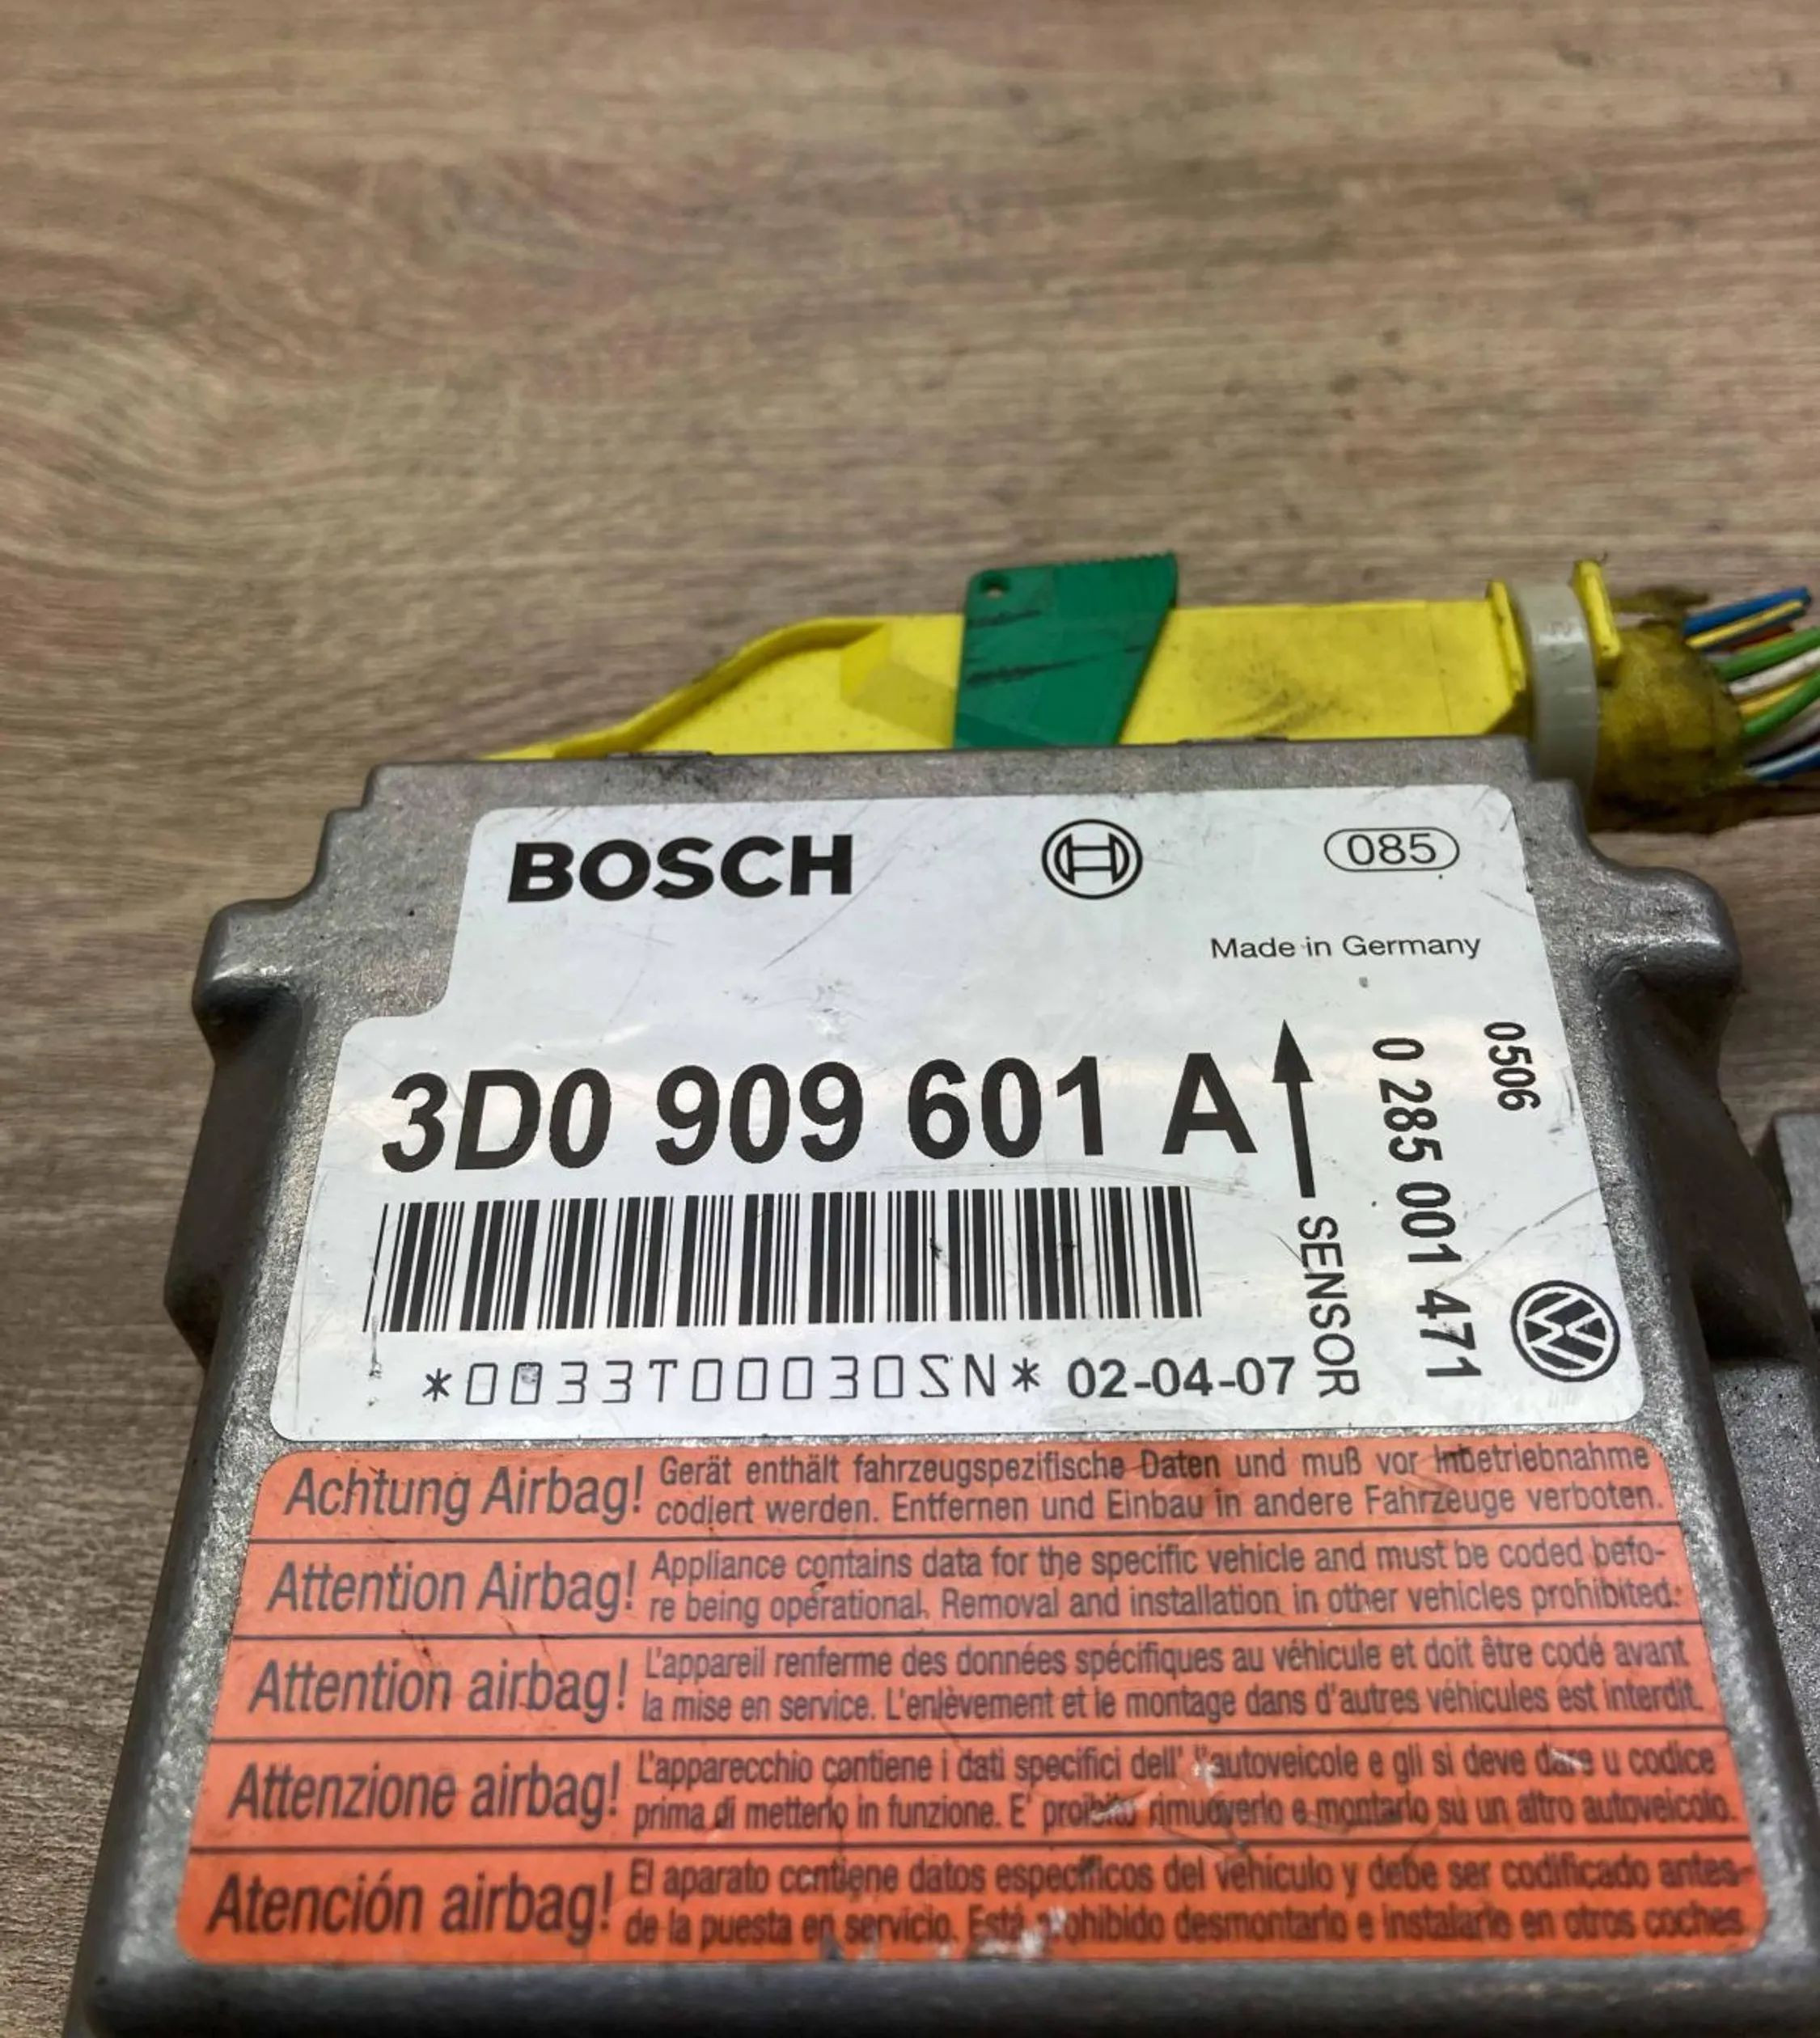 BOSCH
085
Made in Germany
0506
0 285 001 471
3D0 909 601 A
SENSOR
*0033T00030SN* 02-04-07
Achtung Airbag! Gerät enthält fahrzeugspezifische Daten und muß vor Inbetriebnahme
codiert werden. Entfernen und Einbau in andere Fahrzeuge verboten.
Attention Airbag! Appliance contains data for the specific vehicle and must be coded befo-
re being operational. Removal and installation in other vehicles prohibited.
Attention airbag! L'appareil renferme des données spécifiques au véhicule et doit être codé avant
la mise en service. L'enlèvement et le montage dans d'autres véhicules est interdit.
Attenzione airbag! L'apparecchio contiene i dati specifici dell' l'autoveicole e gli si deve dare u codice
prima di metterlo in funzione. E' proibito rimuoverlo e montarlo su un altro autoveicolo.
Atención airbag! El aparato contiene datos específicos del vehículo y debe ser codificado antes
de la puesta en servicio. Está prohibido desmontarlo e instalarlo en otros coches